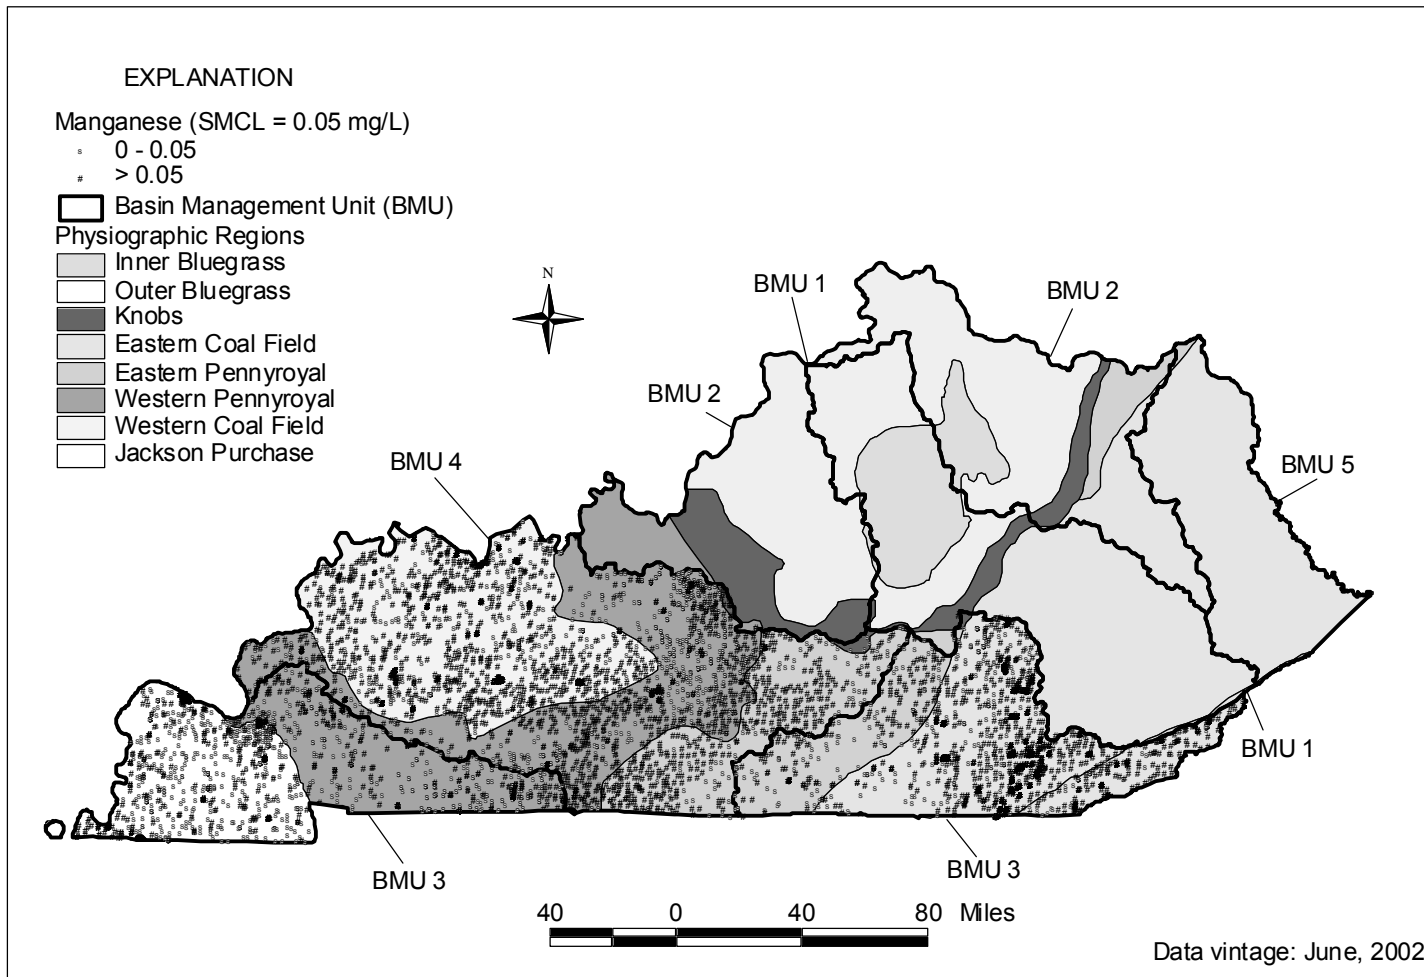 EXPLANATION
Manganese (SMCL = 0.05 mg/L)
s 0 - 0.05
# > 0.05
Basin Management Unit (BMU)
Physiographic Regions
Inner Bluegrass
Outer Bluegrass
Knobs
Eastern Coal Field
Eastern Pennyroyal
Western Pennyroyal
Western Coal Field
Jackson Purchase
N
BMU 1
BMU 2
BMU 2
BMU 4
BMU 5
BMU 1
BMU 3
BMU 3
40 0 40 80 Miles
Data vintage: June, 2002